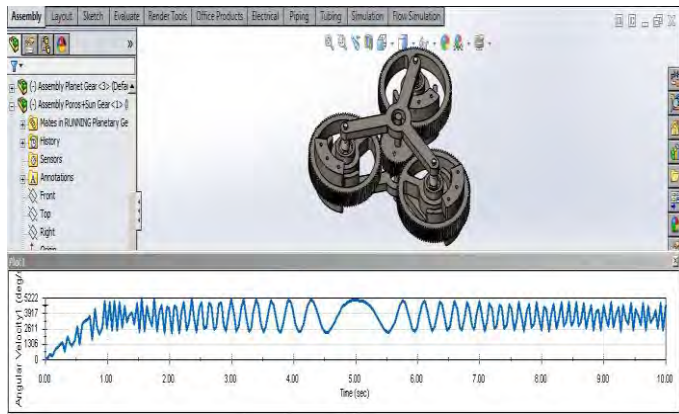 Assembly Layout Sketch Evaluate Render Tools Office Products Electrical Piping Tubing Simulation Flow Simulation
(-) Assembly Planet Gear <3> (Defa
(-) Assembly Poros+Sun Gear <1> (
Mates in RUNNING Planetary Ge
History
Sensors
Annotations
Front
Top
Right
Plot1
Angular Velocity1 (deg/s
5222
3917
2611
1306
0
0.00 1.00 2.00 3.00 4.00 5.00 6.00 7.00 8.00 9.00 10.00
Time (sec)